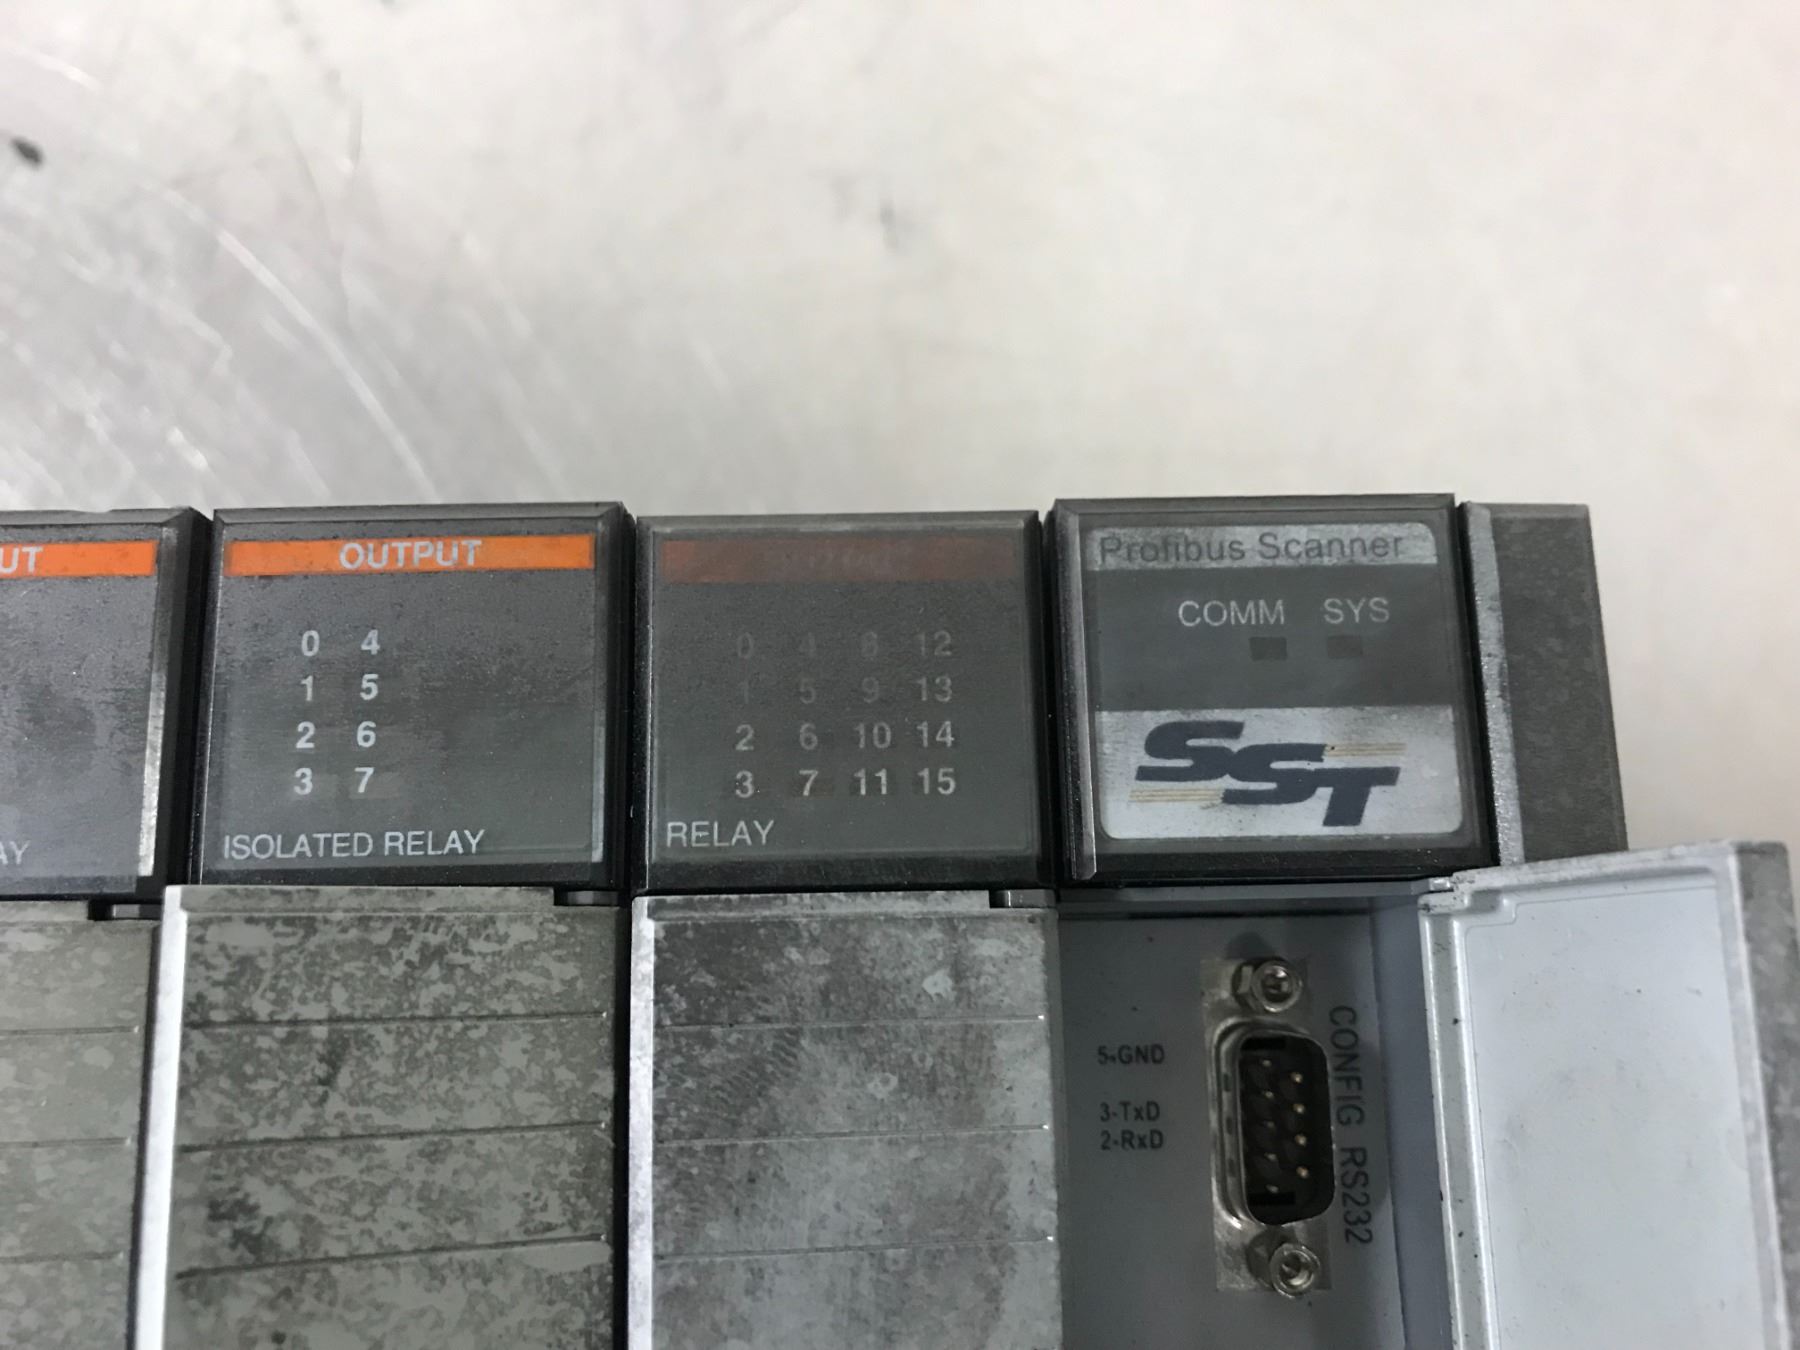 UT
AY
OUTPUT
0 4
1 5
2 6
3 7
ISOLATED RELAY
0 4 8 12
1 5 9 13
2 6 10 14
3 7 11 15
RELAY
Profibus Scanner
COMM SYS
SST
5-GND
3-TxD
2-RxD
CONFIG RS232